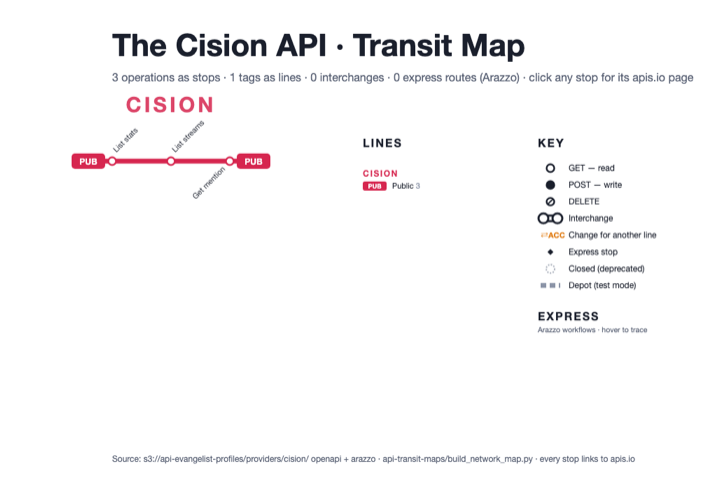 The Cision API · Transit Map
3 operations as stops · 1 tags as lines · 0 interchanges · 0 express routes (Arazzo) · click any stop for its apis.io page
CISION
List stats
List streams
PUB
PUB
Get mention
LINES
CISION
PUB Public 3
KEY
GET — read
POST — write
DELETE
Interchange
⇄ACC Change for another line
Express stop
Closed (deprecated)
Depot (test mode)
EXPRESS
Arazzo workflows · hover to trace
Source: s3://api-evangelist-profiles/providers/cision/ openapi + arazzo · api-transit-maps/build_network_map.py · every stop links to apis.io